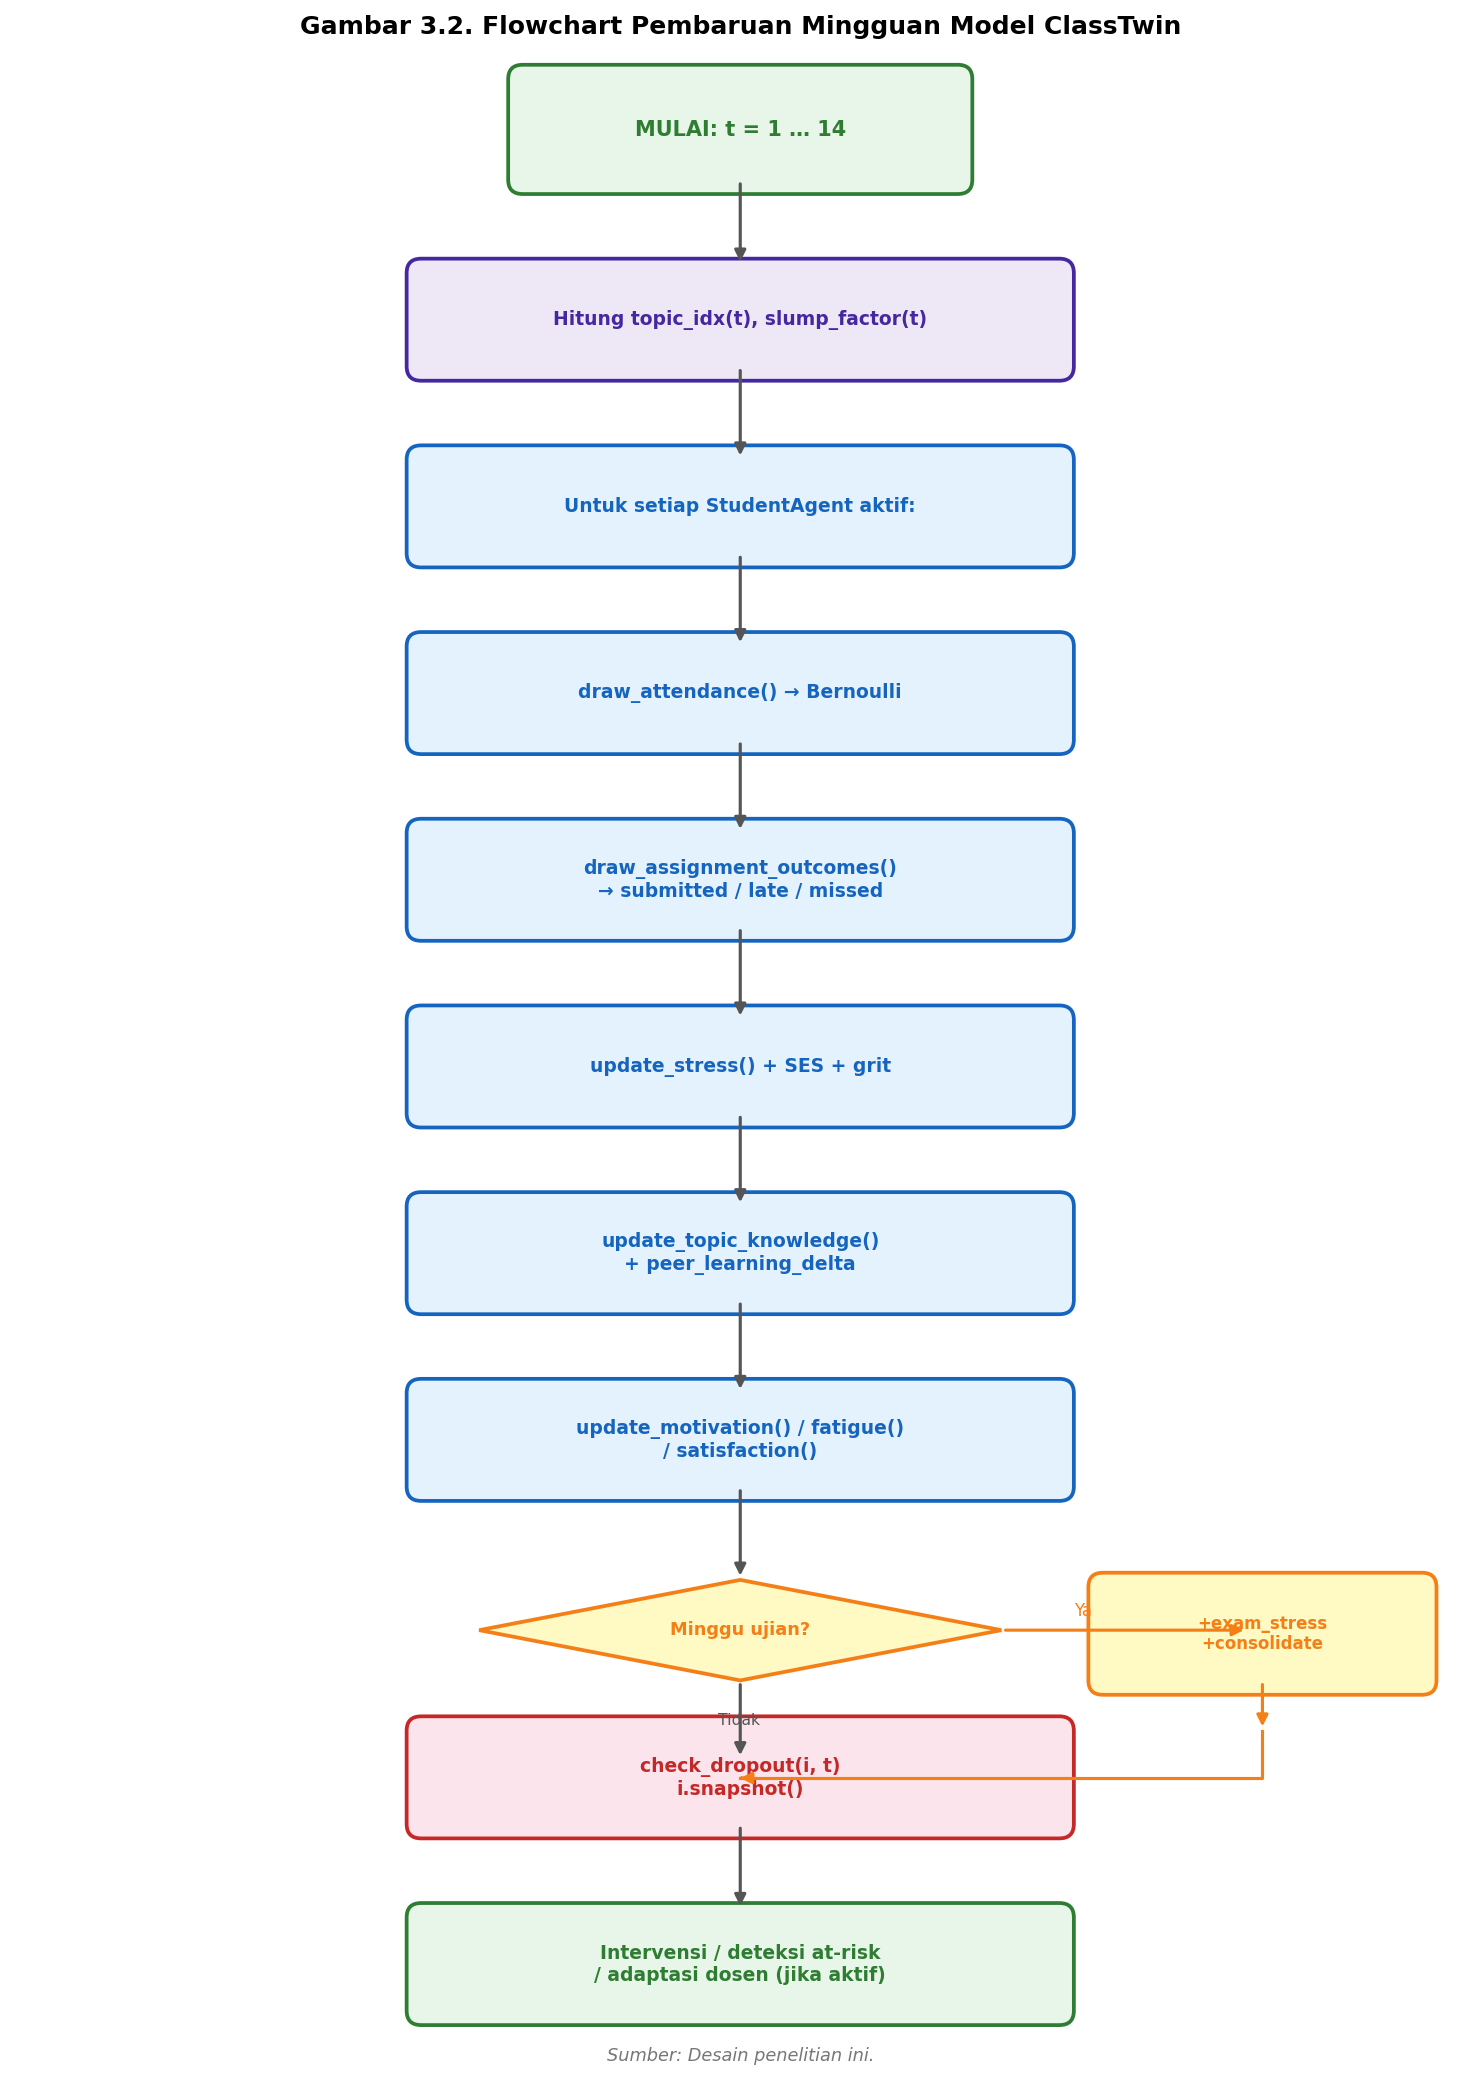 Gambar 3.2. Flowchart Pembaruan Mingguan Model ClassTwin
MULAI: t = 1 … 14
Hitung topic_idx(t), slump_factor(t)
Untuk setiap StudentAgent aktif:
draw_attendance() → Bernoulli
draw_assignment_outcomes()
→ submitted / late / missed
update_stress() + SES + grit
update_topic_knowledge()
+ peer_learning_delta
update_motivation() / fatigue()
/ satisfaction()
Minggu ujian?
Ya
+exam_stress
+consolidate
Tidak
check_dropout(i, t)
i.snapshot()
Intervensi / deteksi at-risk
/ adaptasi dosen (jika aktif)
Sumber: Desain penelitian ini.